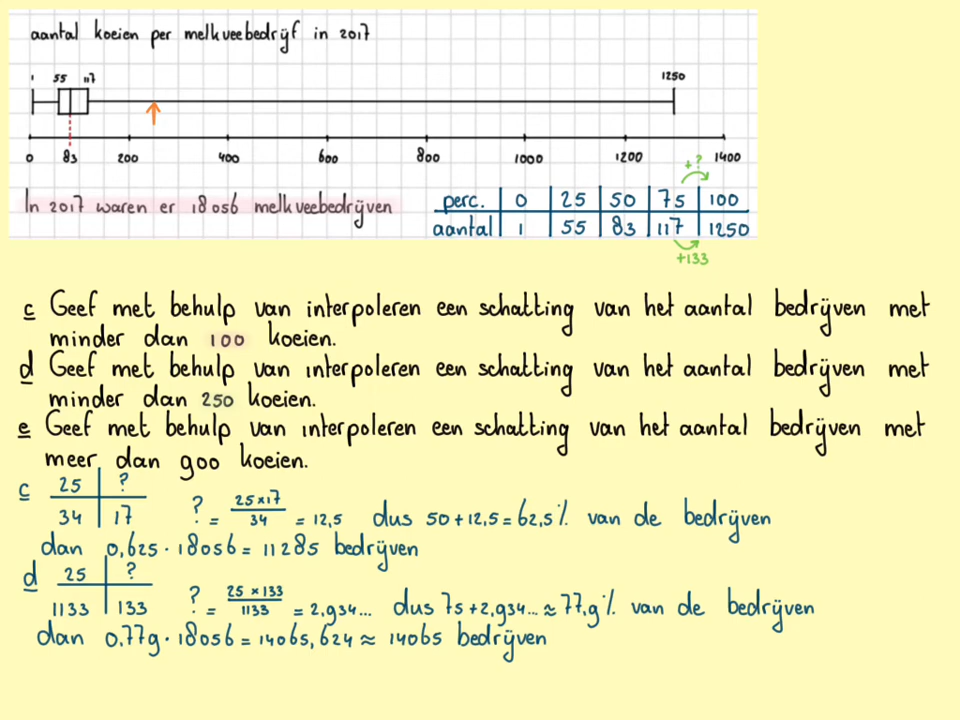 aantal koeien per melkveebedrijf in 2017
1 55 117 1250
0 83 200 400 600 800 1000 1200 1400
+?
In 2017 waren er 18056 melkveebedrijven
perc. 0 25 50 75 100
aantal 1 55 83 117 1250
+133
c Geef met behulp van interpoleren een schatting van het aantal bedrijven met
minder dan 100 koeien.
d Geef met behulp van interpoleren een schatting van het aantal bedrijven met
minder dan 250 koeien.
e Geef met behulp van interpoleren een schatting van het aantal bedrijven met
meer dan 900 koeien.
c 25 ?
34 17 ? = 25×17 / 34 = 12,5 dus 50+12,5=62,5% van de bedrijven
dan 0,625 · 18056 = 11285 bedrijven
d 25 ?
1133 133 ? = 25 × 133 / 1133 = 2,934... dus 75+2,934... ≈ 77,9% van de bedrijven
dan 0,779 · 18056 = 14065,624 ≈ 14065 bedrijven